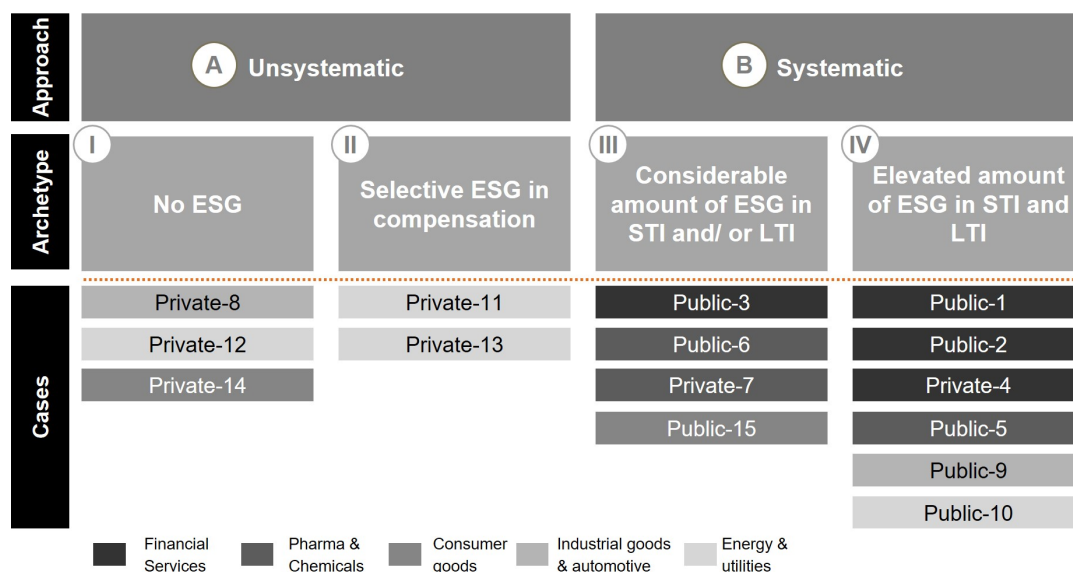 Approach
A Unsystematic
B Systematic
Archetype
I
No ESG
II
Selective ESG in
compensation
III
Considerable
amount of ESG in
STI and/ or LTI
IV
Elevated amount
of ESG in STI and
LTI
Cases
Private-8
Private-12
Private-14
Private-11
Private-13
Public-3
Public-6
Private-7
Public-15
Public-1
Public-2
Private-4
Public-5
Public-9
Public-10
Financial
Services
Pharma &
Chemicals
Consumer
goods
Industrial goods
& automotive
Energy &
utilities